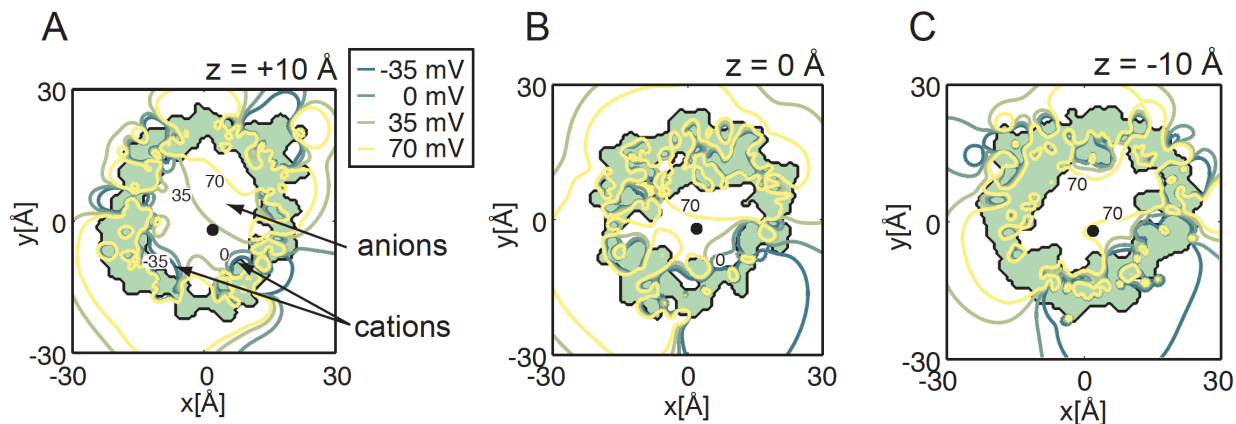 A
z = +10 Å
-35 mV
0 mV
35 mV
70 mV
30
0
-30
y[Å]
70
35
-35
0
anions
cations
-30
0
30
x[Å]
B
z = 0 Å
30
0
-30
y[Å]
70
0
-30
0
30
x[Å]
C
z = -10 Å
30
0
-30
y[Å]
70
70
-30
0
30
x[Å]